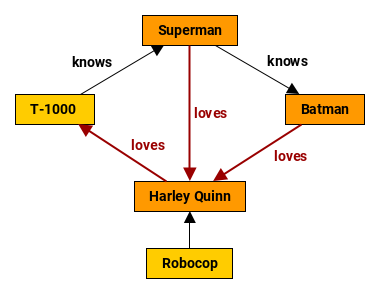 Superman
knows
knows
T-1000
loves
Batman
loves
loves
Harley Quinn
Robocop